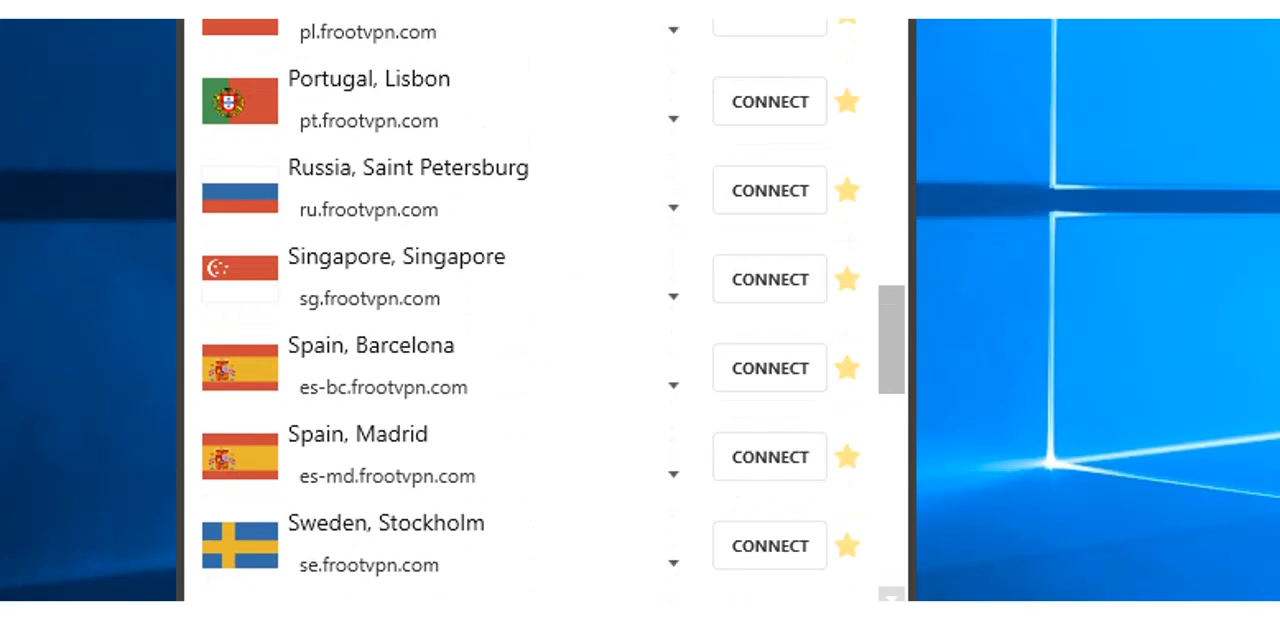 pl.frootvpn.com
Portugal, Lisbon
pt.frootvpn.com
CONNECT
Russia, Saint Petersburg
ru.frootvpn.com
CONNECT
Singapore, Singapore
sg.frootvpn.com
CONNECT
Spain, Barcelona
es-bc.frootvpn.com
CONNECT
Spain, Madrid
es-md.frootvpn.com
CONNECT
Sweden, Stockholm
se.frootvpn.com
CONNECT